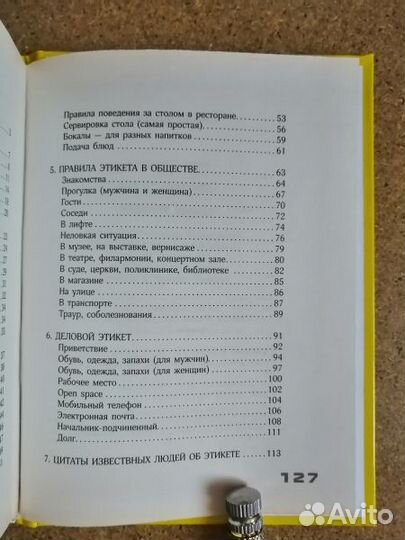 Правила поведения за столом в ресторане. 53
Сервировка стола (самая простая). 56
Бокалы — для разных напитков 59
Подача блюд 61
5. ПРАВИЛА ЭТИКЕТА В ОБЩЕСТВЕ. 63
Знакомства 64
Прогулка (мужчина и женщина) 67
Гости 70
Соседи 72
В лифте 74
Неловкая ситуация 76
В музее, на выставке, вернисаже 79
В театре, филармонии, концертном зале. 80
В суде, церкви, поликлинике, библиотеке 82
В магазине 85
На улице 86
В транспорте 87
Траур, соболезнования 89
6. ДЕЛОВОЙ ЭТИКЕТ. 91
Приветствие 92
Обувь, одежда, запахи (для мужчин). 94
Обувь, одежда, запахи (для женщин) 97
Рабочее место 100
Open space 102
Мобильный телефон 104
Электронная почта 106
Начальник-подчиненный 108
Долг. 111
7. ЦИТАТЫ ИЗВЕСТВНЫХ ЛЮДЕЙ ОБ ЭТИКЕТЕ 113
127
Avito